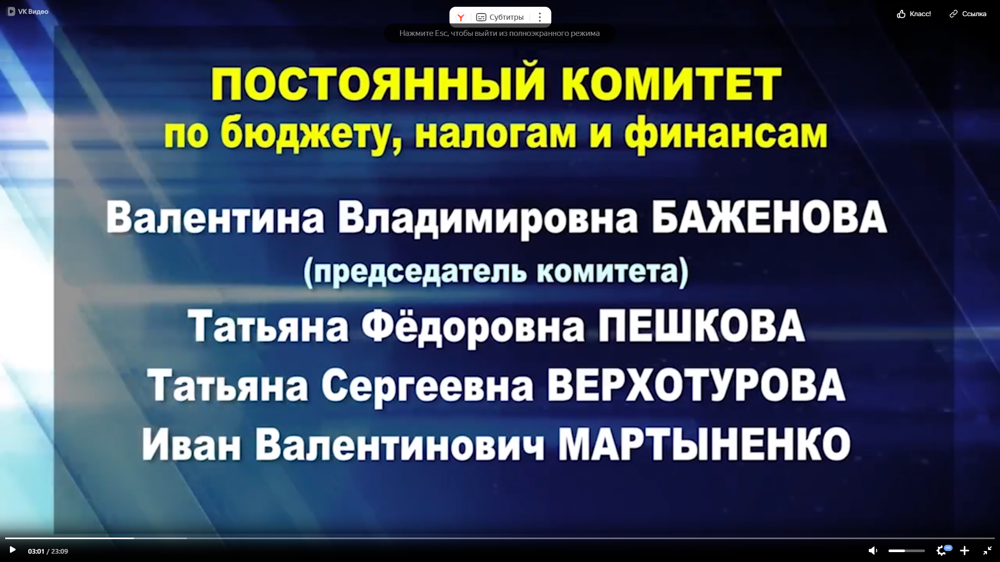 VK Видео
Субтитры
Класс!
Ссылка
Нажмите Esc, чтобы выйти из полноэкранного режима
ПОСТОЯННЫЙ КОМИТЕТ
по бюджету, налогам и финансам
Валентина Владимировна БАЖЕНОВА
(председатель комитета)
Татьяна Фёдоровна ПЕШКОВА
Татьяна Сергеевна ВЕРХОТУРОВА
Иван Валентинович МАРТЫНЕНКО
03:01 / 23:09
HD